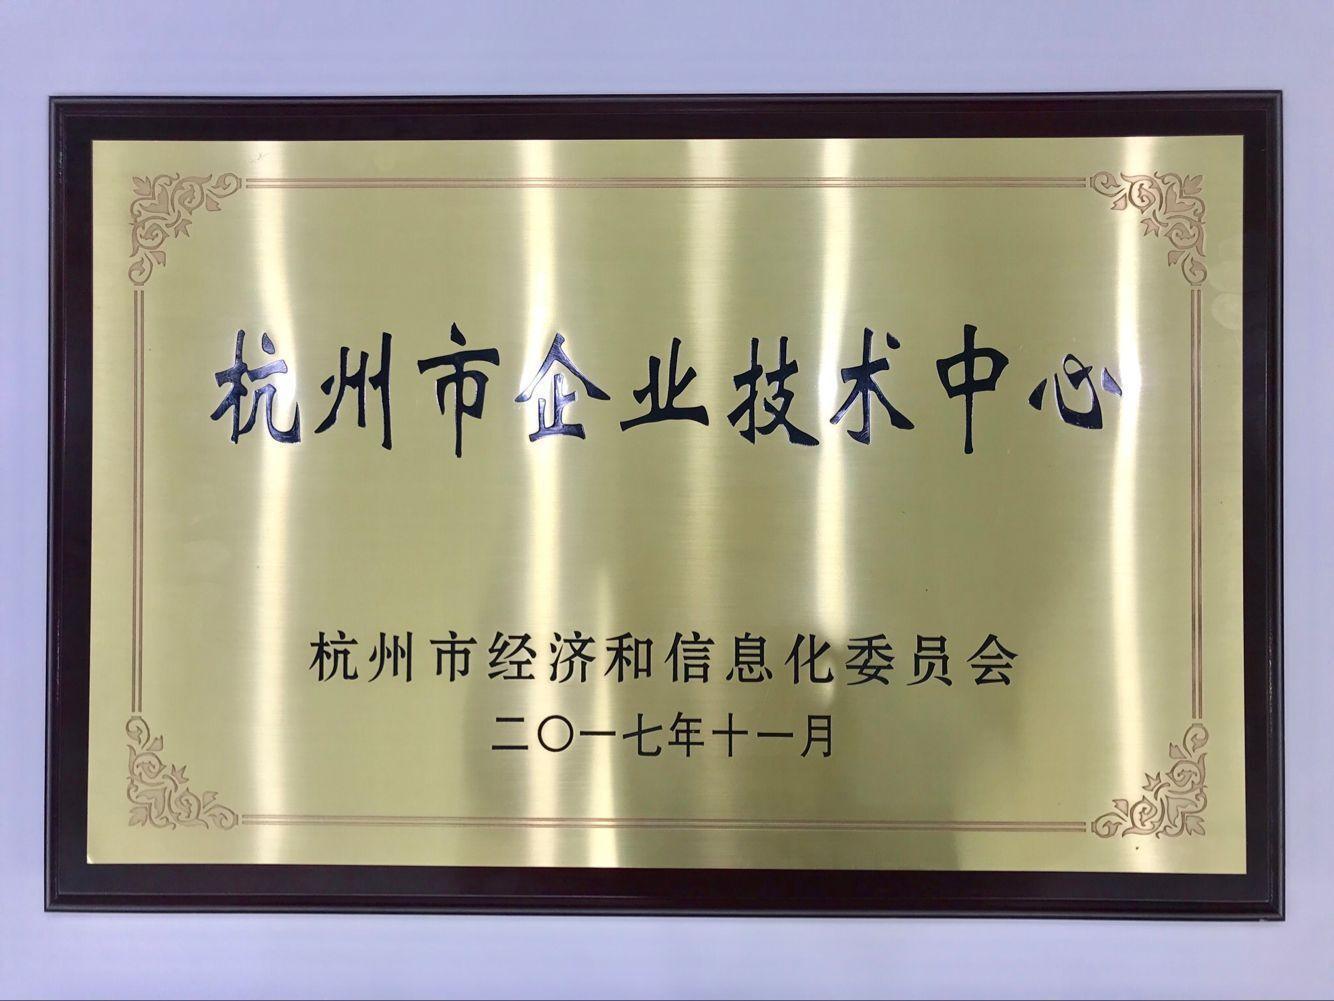 杭州市企业技术中心
杭州市经济和信息化委员会
二〇一七年十一月